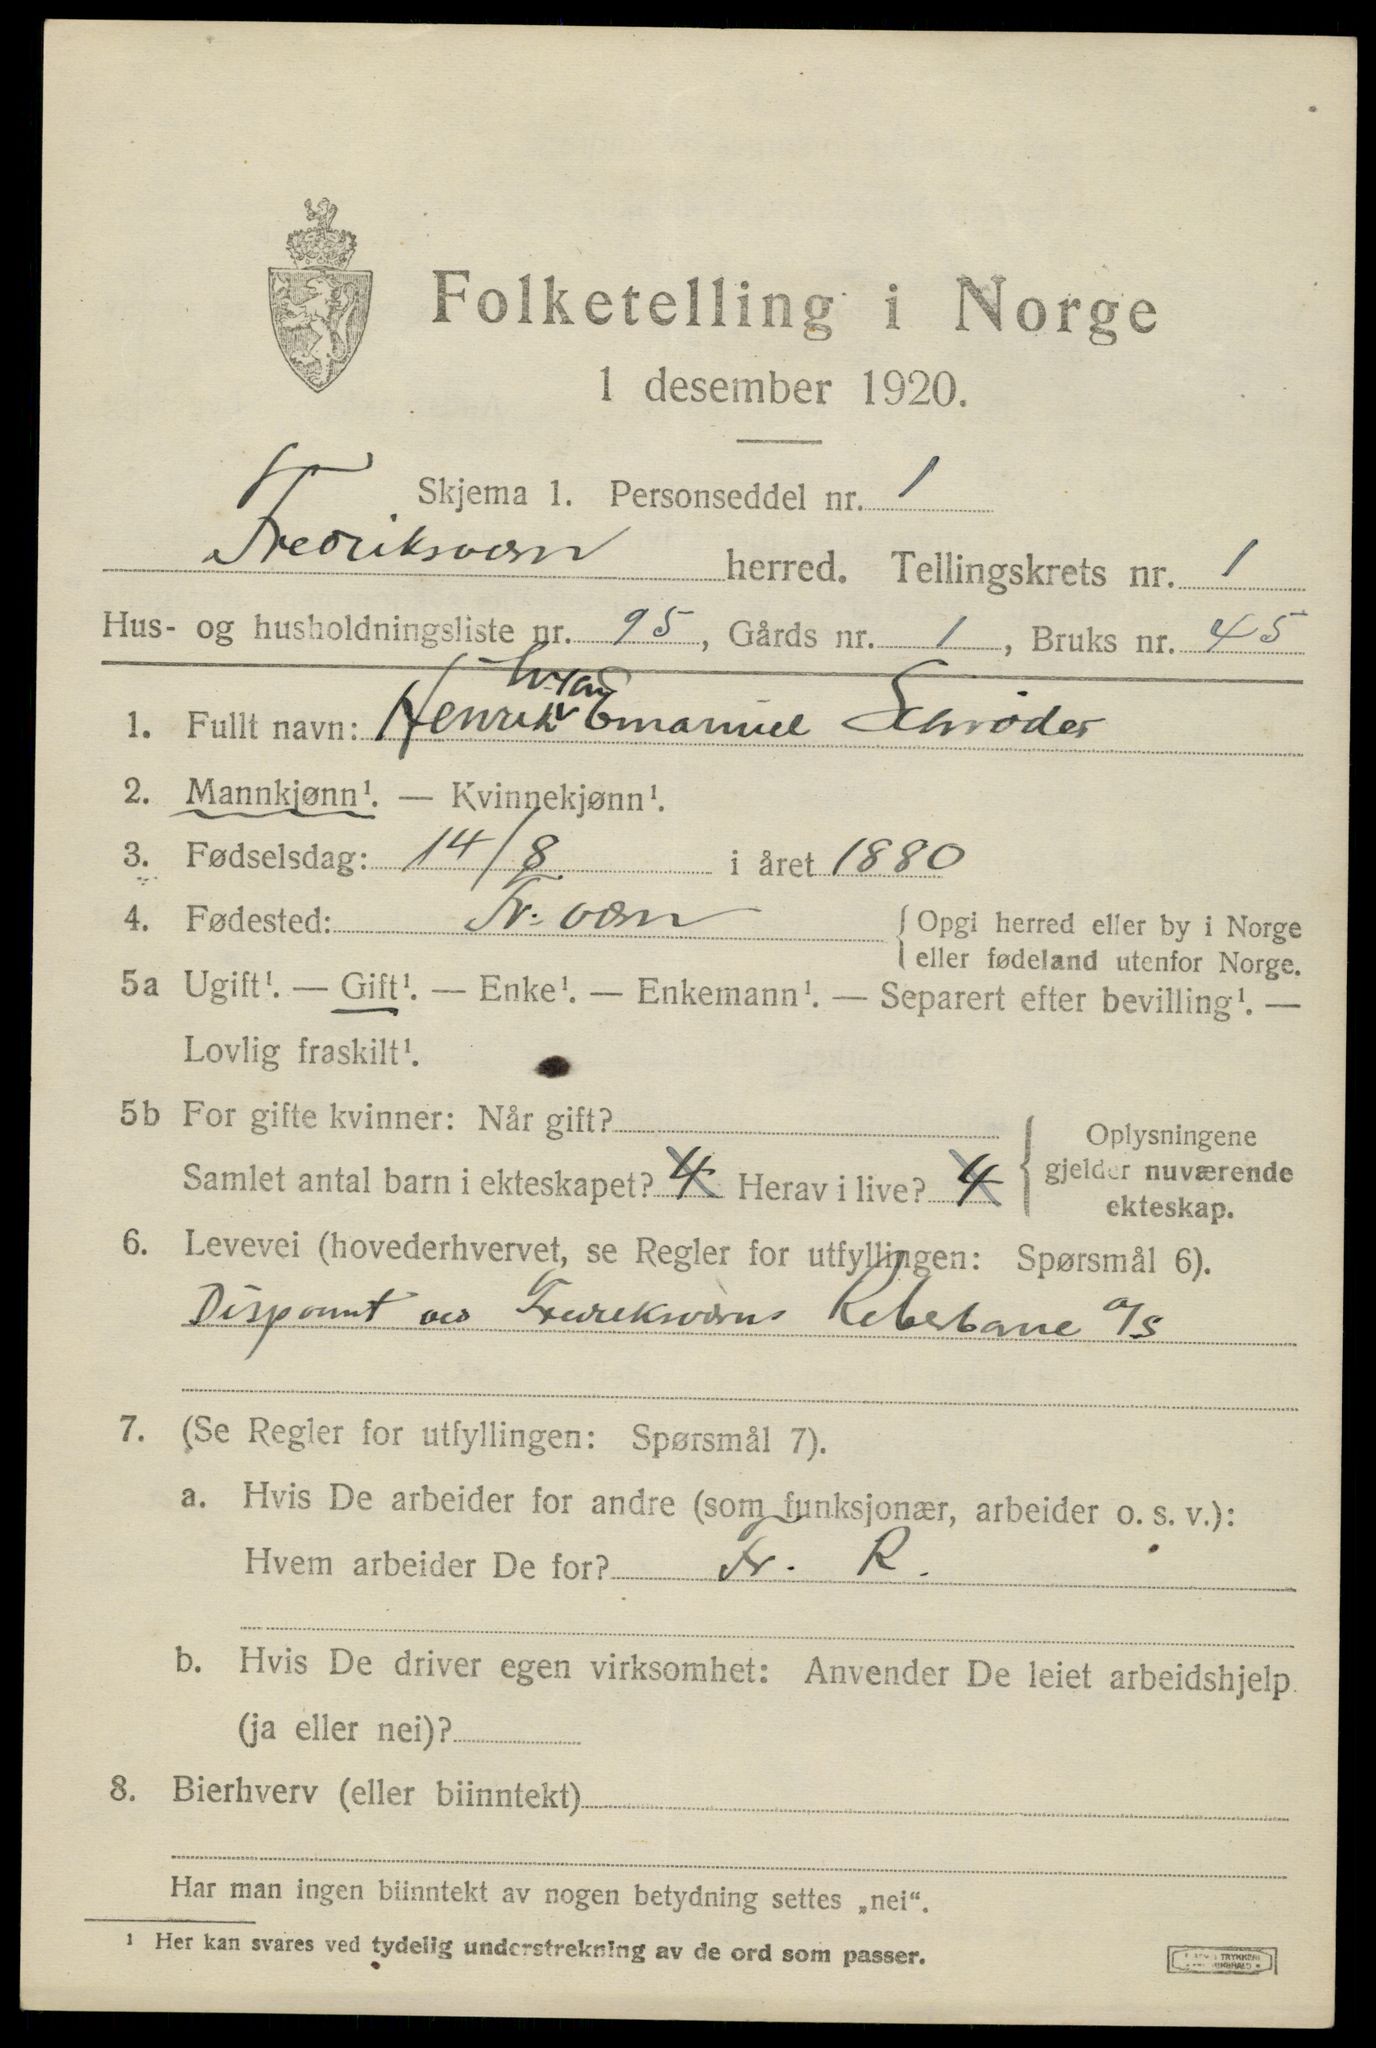 Folketelling i Norge
1 desember 1920.
Skjema 1. Personseddel nr. 1
Fredriksværn herred. Tellingskrets nr. 1
Hus- og husholdningsliste nr. 95, Gårds nr. 1, Bruks nr. 45
1. Fullt navn: Henrik Emanuel Schrøder
2. Mannkjønn¹. — Kvinnekjønn¹.
3. Fødselsdag: 14/8 i året 1880
4. Fødested: Fr. værn { Opgi herred eller by i Norge
eller fødeland utenfor Norge.
5a Ugift¹. — Gift¹. — Enke¹. — Enkemann¹. — Separert efter bevilling¹. —
Lovlig fraskilt¹.
5b For gifte kvinner: Når gift?
Samlet antal barn i ekteskapet? 4 Herav i live? 4
{ Oplysningene
gjelder nuværende
ekteskap.
6. Levevei (hovederhvervet, se Regler for utfyllingen: Spørsmål 6).
Disponent ved Fredriksværns Reberbane A/S
7. (Se Regler for utfyllingen: Spørsmål 7).
a. Hvis De arbeider for andre (som funksjonær, arbeider o. s. v.):
Hvem arbeider De for? Fr. R.
b. Hvis De driver egen virksomhet: Anvender De leiet arbeidshjelp
(ja eller nei)?
8. Bierhverv (eller biinntekt)
Har man ingen biinntekt av nogen betydning settes „nei“.
¹ Her kan svares ved tydelig understrekning av de ord som passer.